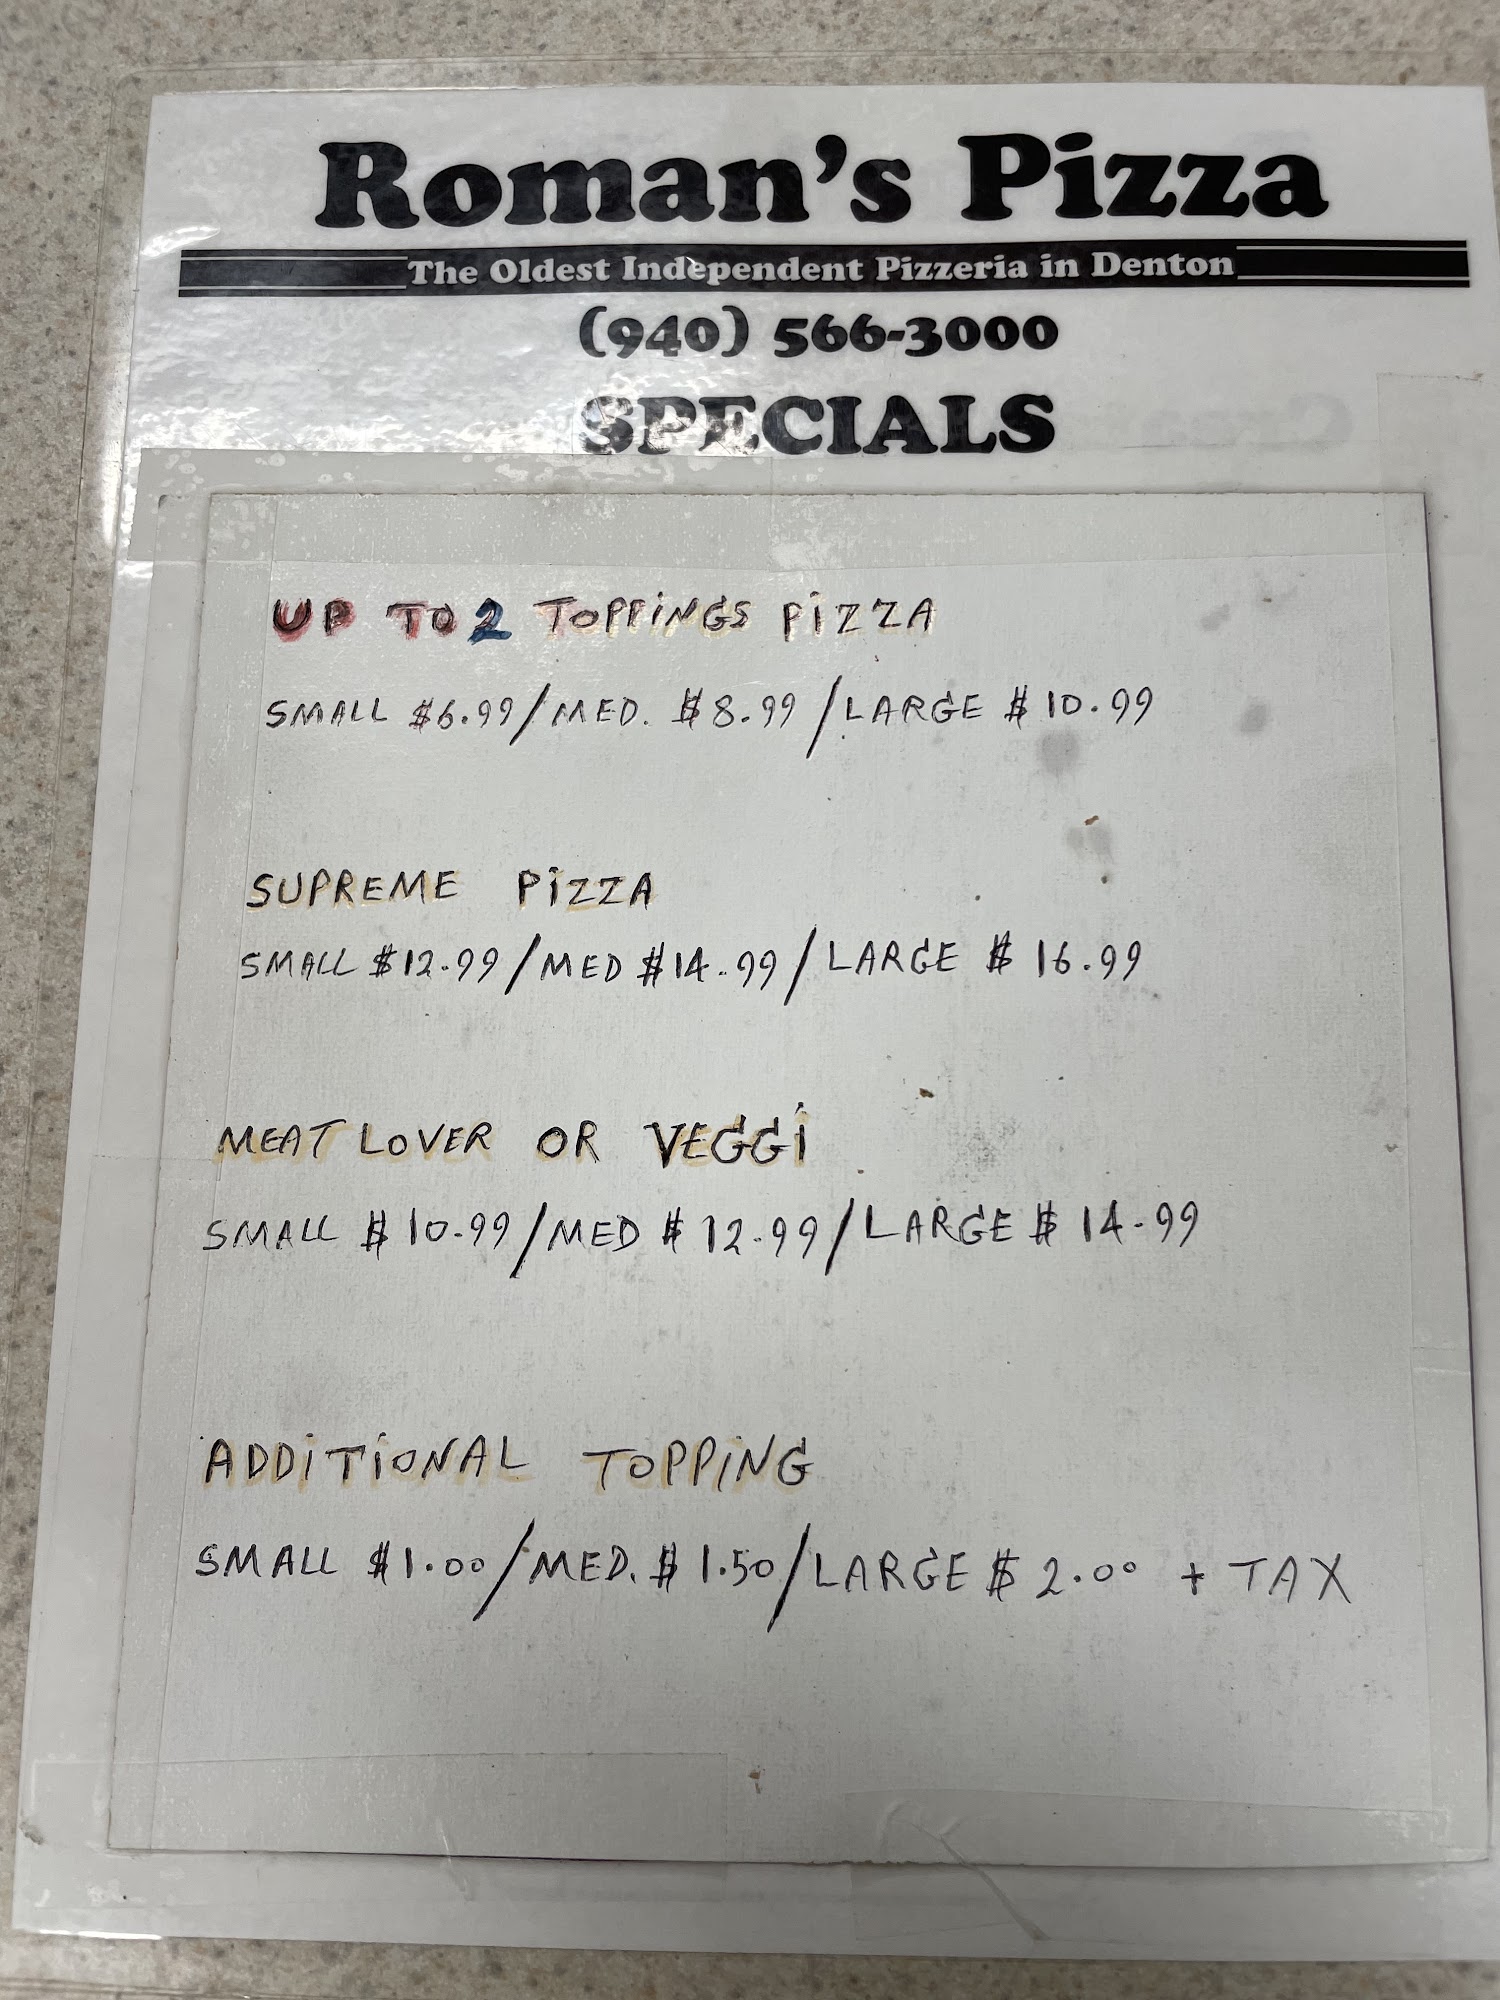 Roman's Pizza
The Oldest Independent Pizzeria in Denton
(940) 566-3000
SPECIALS
UP TO 2 TOPPINGS PIZZA
SMALL $6.99/MED. $8.99/LARGE $10.99
SUPREME PIZZA
SMALL $12.99/MED $14.99/LARGE $16.99
MEAT LOVER OR VEGGI
SMALL $10.99/MED $12.99/LARGE $14.99
ADDITIONAL TOPPING
SMALL $1.00/MED. $1.50/LARGE $2.00 + TAX